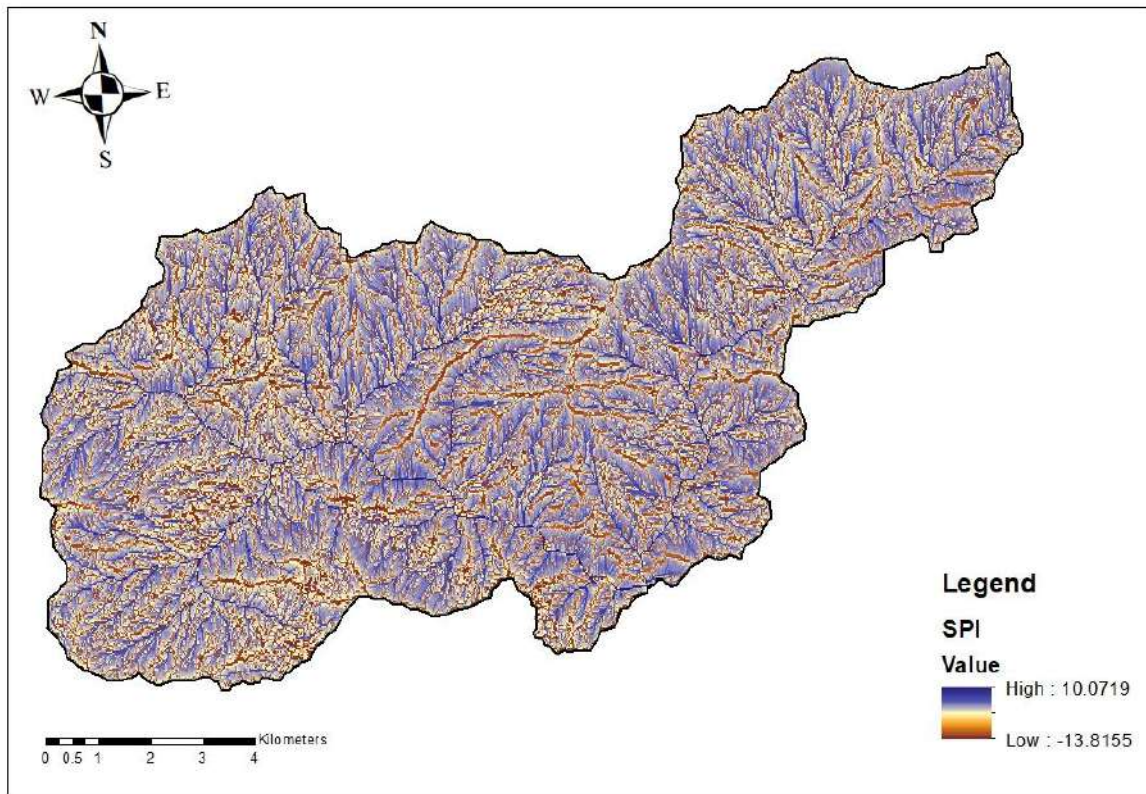 N
W E
S
Legend
SPI
Value
High : 10.0719
Low : -13.8155
Kilometers
0 0.5 1 2 3 4